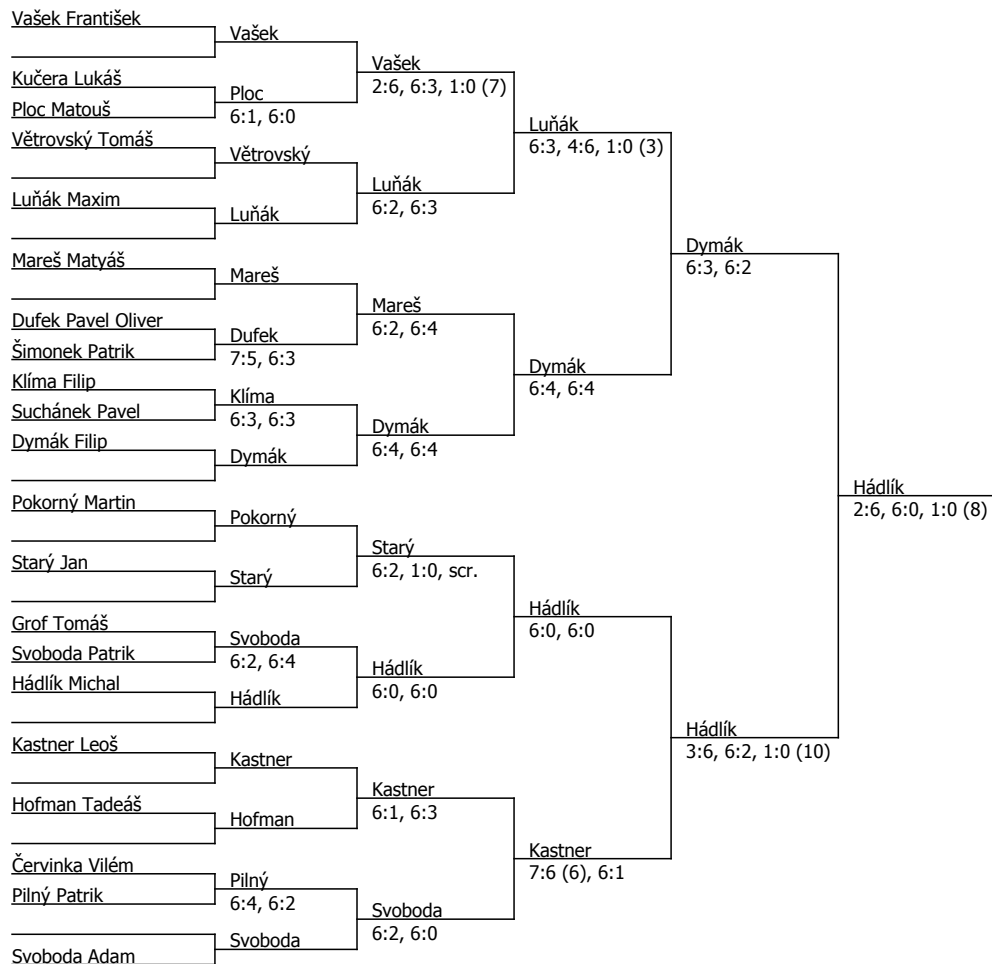 Vašek František
Kučera Lukáš
Ploc Matouš
Větrovský Tomáš
Luňák Maxim
Mareš Matyáš
Dufek Pavel Oliver
Šimonek Patrik
Klíma Filip
Suchánek Pavel
Dymák Filip
Pokorný Martin
Starý Jan
Grof Tomáš
Svoboda Patrik
Hádlík Michal
Kastner Leoš
Hofman Tadeáš
Červinka Vilém
Pilný Patrik
Svoboda Adam
Vašek
Ploc
6:1, 6:0
Větrovský
Luňák
Mareš
Dufek
7:5, 6:3
Klíma
6:3, 6:3
Dymák
Pokorný
Starý
Svoboda
6:2, 6:4
Hádlík
Kastner
Hofman
Pilný
6:4, 6:2
Svoboda
Vašek
2:6, 6:3, 1:0 (7)
Luňák
6:2, 6:3
Mareš
6:2, 6:4
Dymák
6:4, 6:4
Starý
6:2, 1:0, scr.
Hádlík
6:0, 6:0
Kastner
6:1, 6:3
Svoboda
6:2, 6:0
Luňák
6:3, 4:6, 1:0 (3)
Dymák
6:4, 6:4
Hádlík
6:0, 6:0
Kastner
7:6 (6), 6:1
Dymák
6:3, 6:2
Hádlík
3:6, 6:2, 1:0 (10)
Hádlík
2:6, 6:0, 1:0 (8)